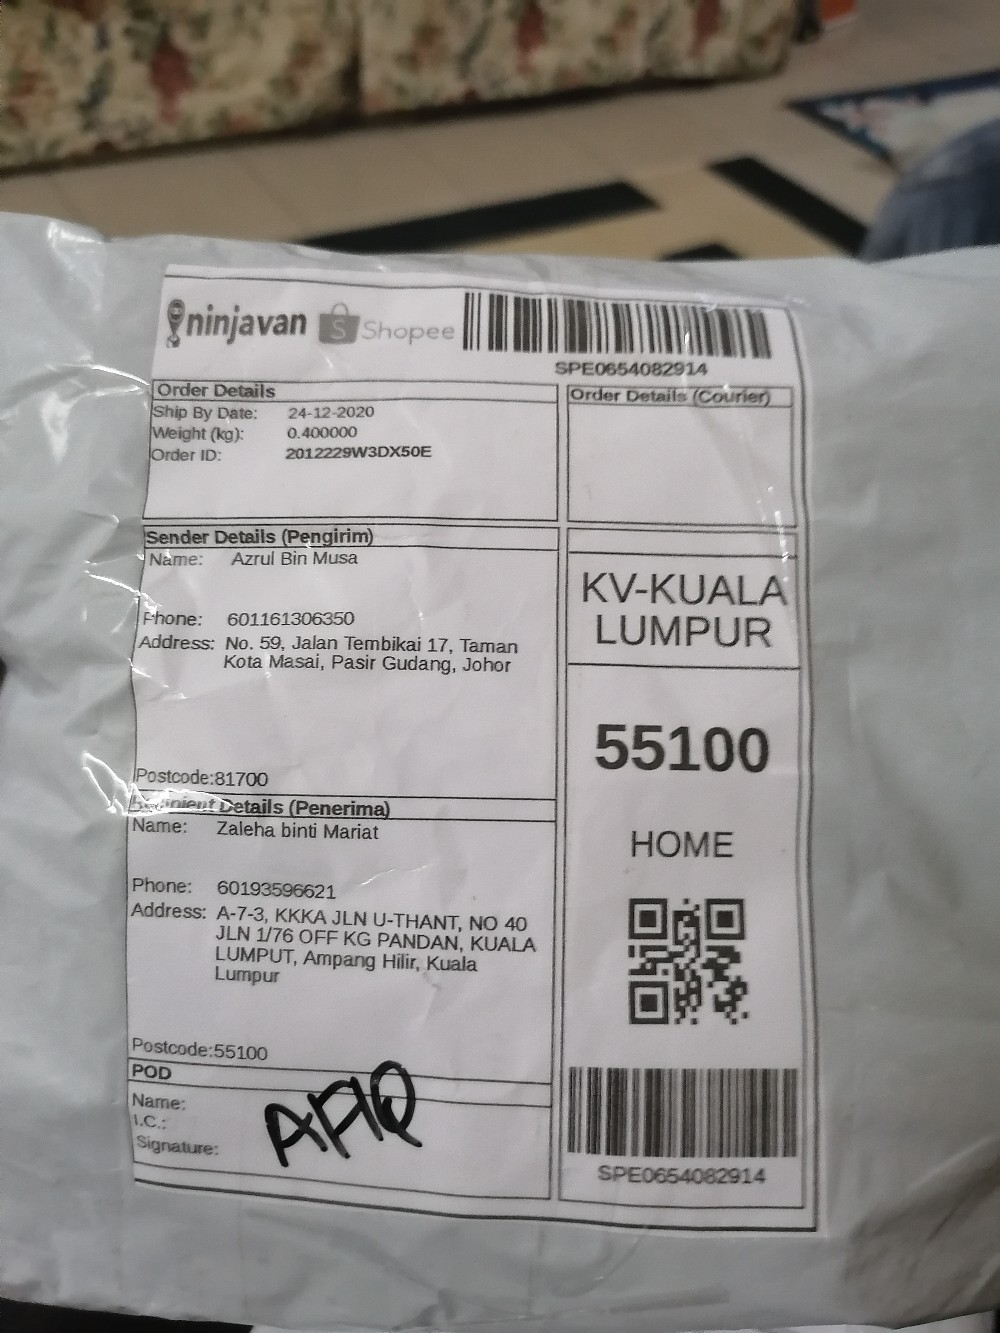 ninjavan Shopee
SPE0654082914
Order Details
Ship By Date: 24-12-2020
Weight (kg): 0.400000
Order ID: 2012229W3DX50E
Order Details (Courier)
Sender Details (Pengirim)
Name: Azrul Bin Musa
Phone: 601161306350
Address: No. 59, Jalan Tembikai 17, Taman
Kota Masai, Pasir Gudang, Johor
Postcode:81700
Recipient Details (Penerima)
Name: Zaleha binti Mariat
Phone: 60193596621
Address: A-7-3, KKKA JLN U-THANT, NO 40
JLN 1/76 OFF KG PANDAN, KUALA
LUMPUT, Ampang Hilir, Kuala
Lumpur
Postcode:55100
POD
Name:
I.C.:
Signature:
AFIQ
KV-KUALA
LUMPUR
55100
HOME
SPE0654082914